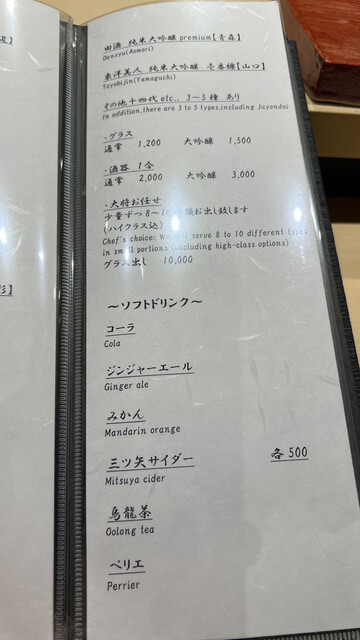 田酒 純米大吟醸 premium【青森】
Densyu(Aomori)
東洋美人 純米大吟醸 壱番纏【山口】
Toyobijin(Yamaguchi)
その他十四代 etc.. 3~5種 あり
in addition,there are 3 to 5 types,including Juyondai
・グラス
通常 1,200 大吟醸 1,500
・酒器 1合
通常 2,000 大吟醸 3,000
・大将お任せ
少量ずつ 8~10 類お出し致します
(ハイクラス込)
Chef's choice: We will serve 8 to 10 different types
in small portions (including high-class options)
グラス出し 10,000
~ソフトドリンク~
コーラ
Cola
ジンジャーエール
Ginger ale
みかん
Mandarin orange
三ツ矢サイダー 各500
Mitsuya cider
烏龍茶
Oolong tea
ペリエ
Perrier